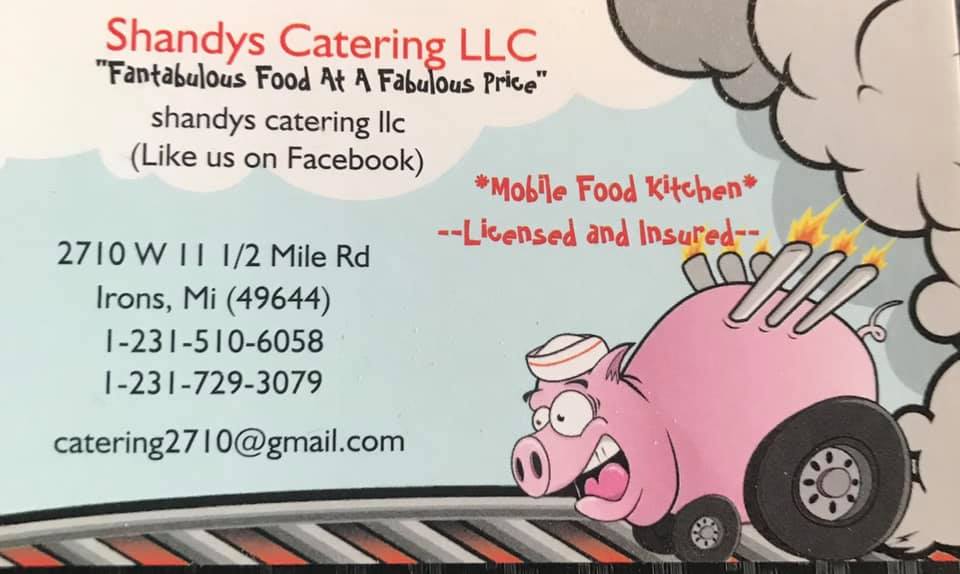 Shandys Catering LLC
"Fantabulous Food At A Fabulous Price"
shandys catering llc
(Like us on Facebook)
*Mobile Food Kitchen*
--Licensed and Insured--
2710 W 11 1/2 Mile Rd
Irons, Mi (49644)
1-231-510-6058
1-231-729-3079
catering2710@gmail.com